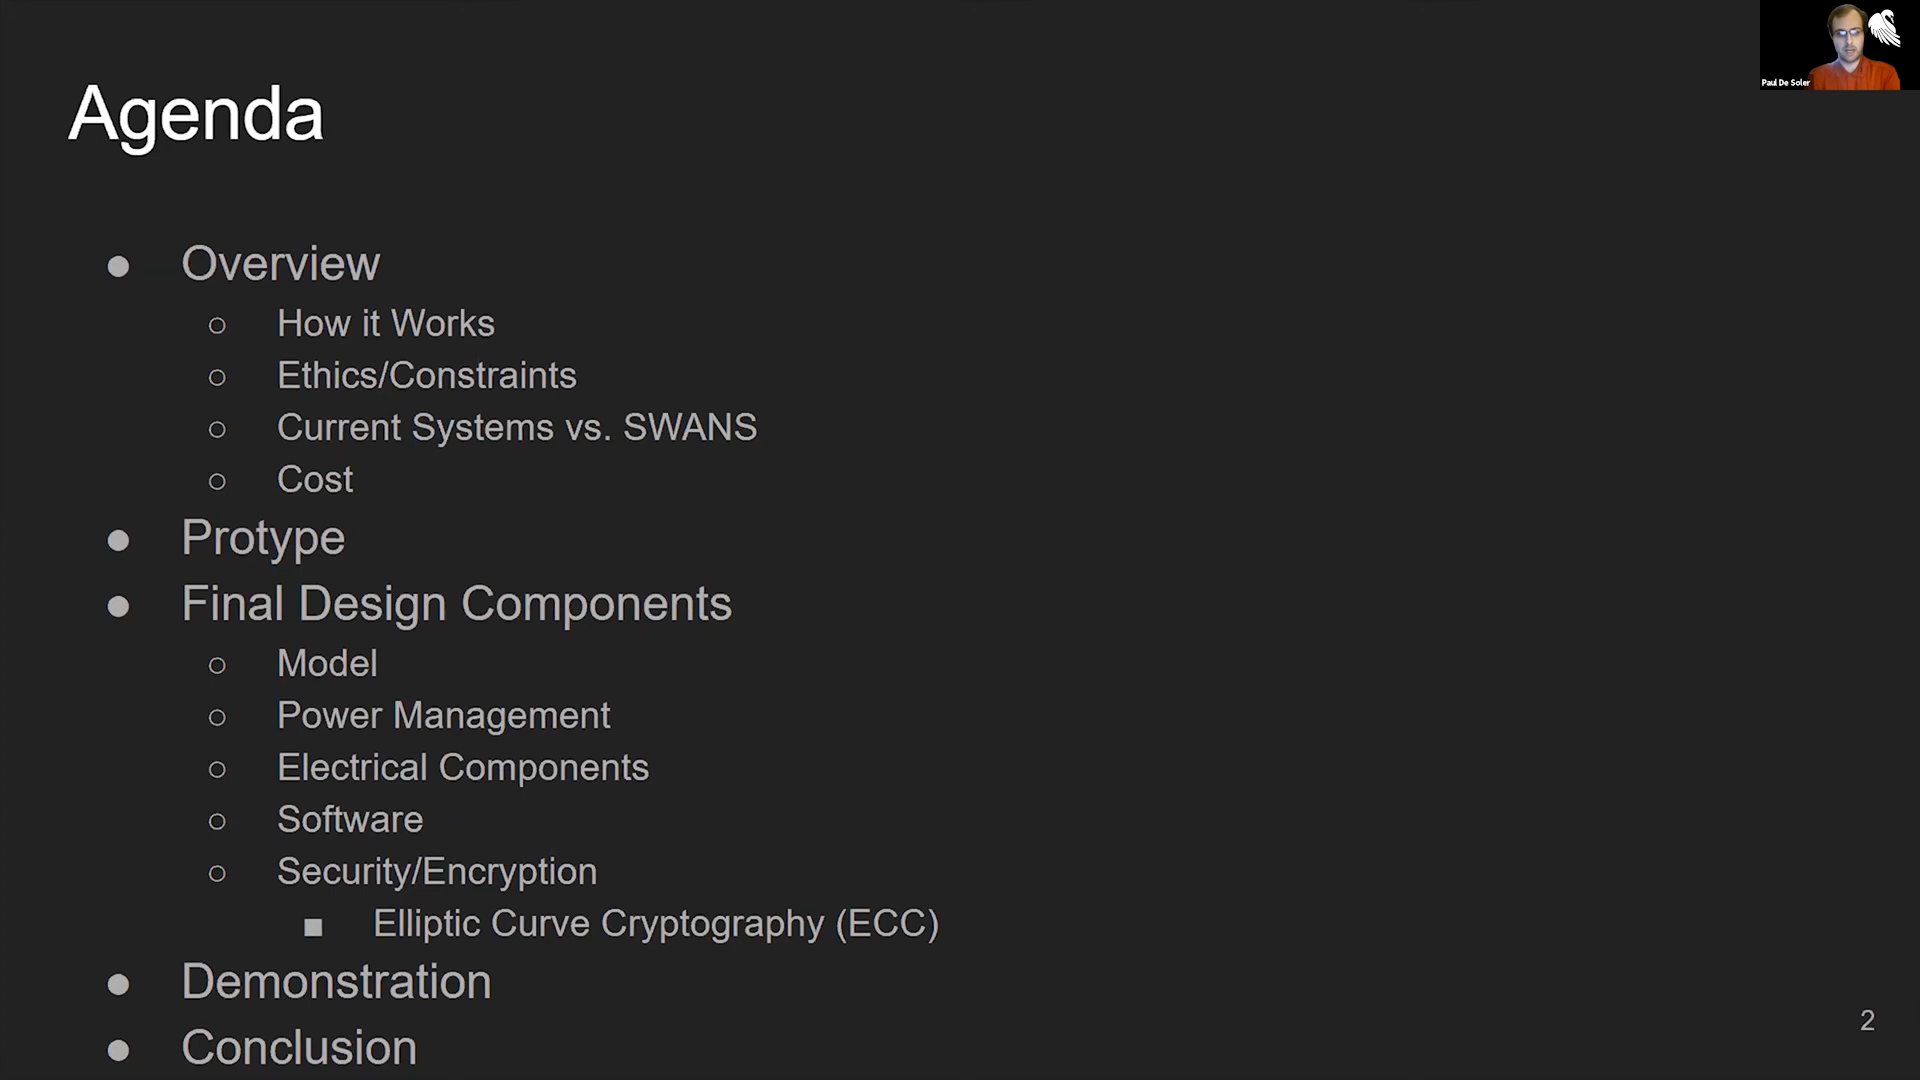 Agenda
Paul De Soler
● Overview
○ How it Works
○ Ethics/Constraints
○ Current Systems vs. SWANS
○ Cost
● Protype
● Final Design Components
○ Model
○ Power Management
○ Electrical Components
○ Software
○ Security/Encryption
■ Elliptic Curve Cryptography (ECC)
● Demonstration
● Conclusion
2